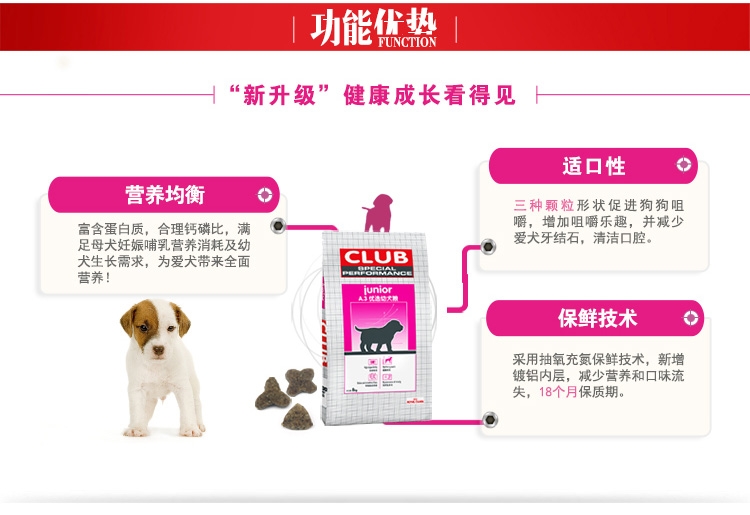 功能优势
FUNCTION
“新升级”健康成长看得见
营养均衡
富含蛋白质，合理钙磷比，满
足母犬妊娠哺乳营养消耗及幼
犬生长需求，为爱犬带来全面
营养！
适口性
三种颗粒形状促进狗狗咀
嚼，增加咀嚼乐趣，并减少
爱犬牙结石，清洁口腔。
CLUB
SPECIAL
PERFORMANCE
junior
A.3 优选幼犬粮
保鲜技术
采用抽氧充氮保鲜技术，新增
镀铝内层，减少营养和口味流
失，18个月保质期。
ROYAL CANIN